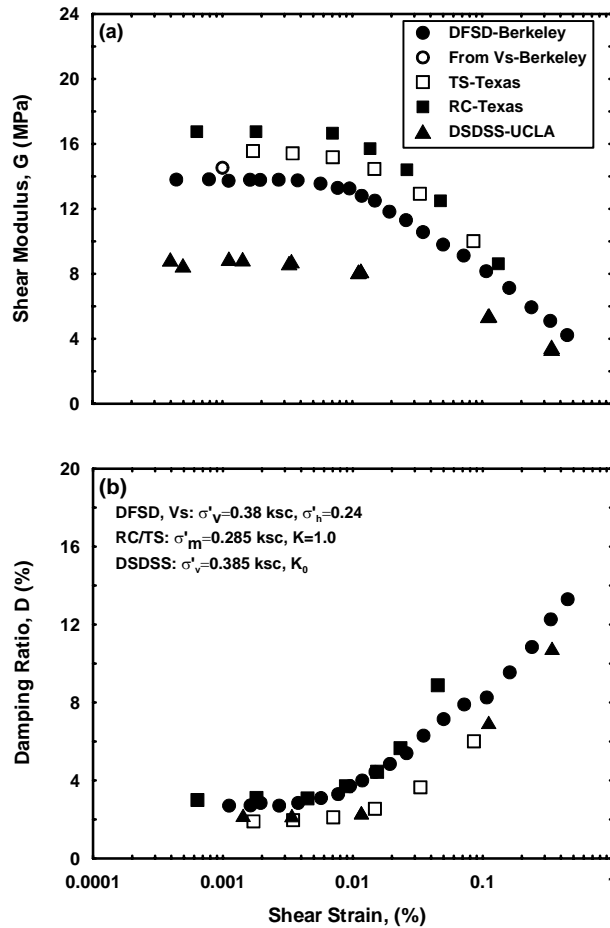 (a)
DFSD-Berkeley
From Vs-Berkeley
TS-Texas
RC-Texas
DSDSS-UCLA
24
20
16
12
8
4
0
Shear Modulus, G (MPa)
(b)
DFSD, Vs: σ'v=0.38 ksc, σ'h=0.24
RC/TS: σ'm=0.285 ksc, K=1.0
DSDSS: σ'v=0.385 ksc, K0
20
16
12
8
4
0
Damping Ratio, D (%)
0.0001
0.001
0.01
0.1
1
Shear Strain, (%)